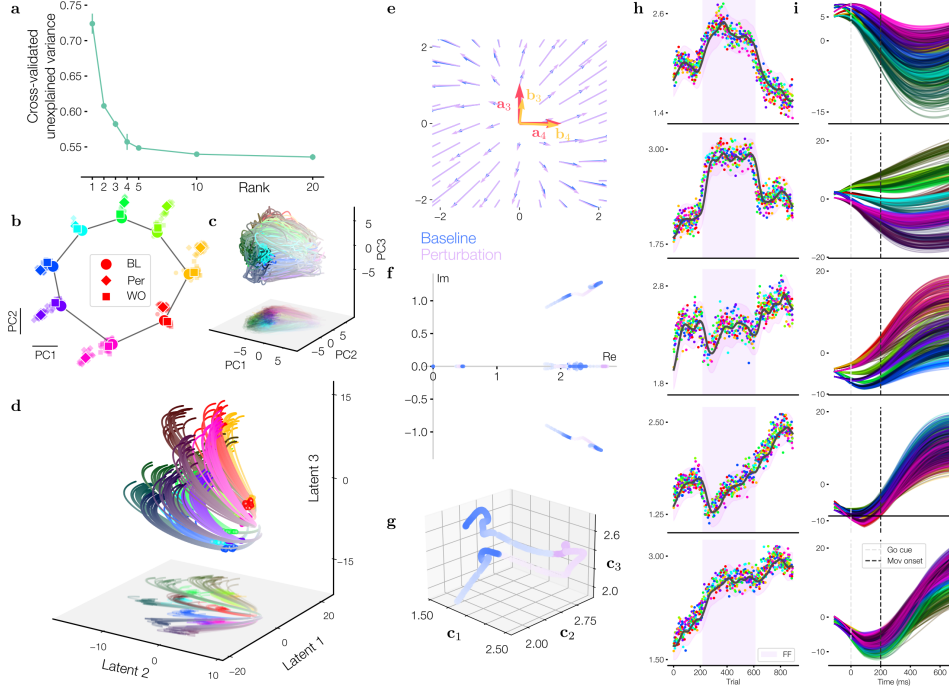 a
0.75
0.70
0.65
0.60
0.55
Cross-validated
unexplained variance
1
2
3
4
5
10
20
Rank
b
BL
Per
WO
PC2
PC1
c
5
0
−5
PC3
−5
0
5
PC1
−5
0
5
PC2
d
15
0
−15
Latent 3
−10
0
10
Latent 2
−20
0
20
Latent 1
e
2
0
−2
−2
0
2
a₃
b₃
a₄
b₄
Baseline
Perturbation
f
Im
1.0
0.5
0.0
−0.5
−1.0
0
1
2
Re
g
2.6
2.3
2.0
c₃
1.50
2.50
c₁
2.00
2.50
2.75
c₂
h
2.6
1.4
3.00
1.75
2.8
1.8
2.50
1.25
3.00
1.50
FF
0
200
400
600
800
Trial
i
5
0
−15
20
0
−20
20
0
−10
20
0
−10
Go cue
Mov onset
20
0
−10
0
200
400
600
Time (ms)